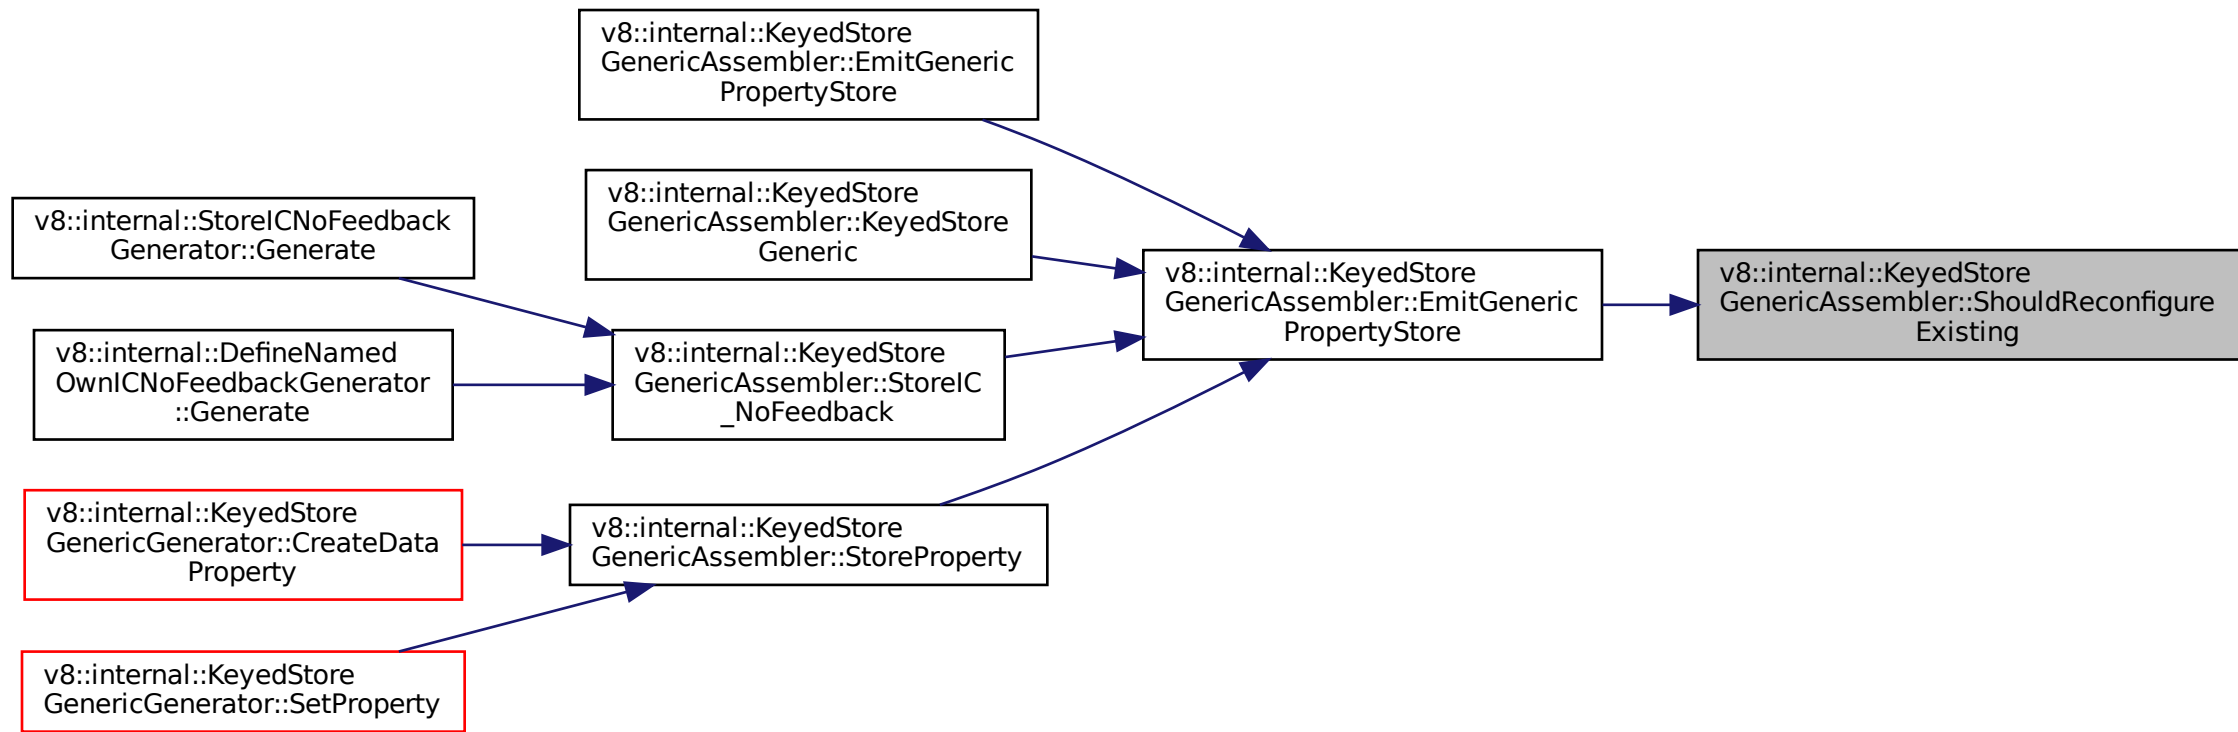 v8::internal::KeyedStore
GenericAssembler::EmitGeneric
PropertyStore
v8::internal::KeyedStore
GenericAssembler::KeyedStore
Generic
v8::internal::StoreICNoFeedback
Generator::Generate
v8::internal::KeyedStore
GenericAssembler::EmitGeneric
PropertyStore
v8::internal::KeyedStore
GenericAssembler::ShouldReconfigure
Existing
v8::internal::DefineNamed
OwnICNoFeedbackGenerator
::Generate
v8::internal::KeyedStore
GenericAssembler::StoreIC
_NoFeedback
v8::internal::KeyedStore
GenericGenerator::CreateData
Property
v8::internal::KeyedStore
GenericAssembler::StoreProperty
v8::internal::KeyedStore
GenericGenerator::SetProperty